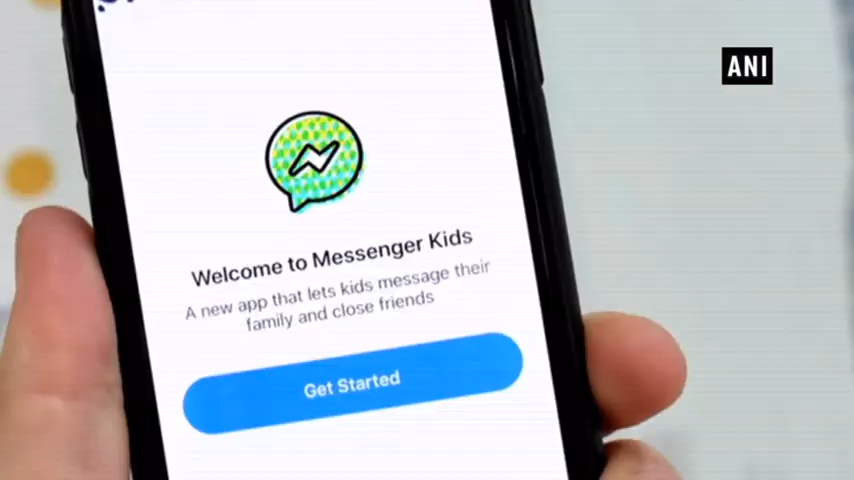 ANI
Welcome to Messenger Kids
A new app that lets kids message their
family and close friends
Get Started